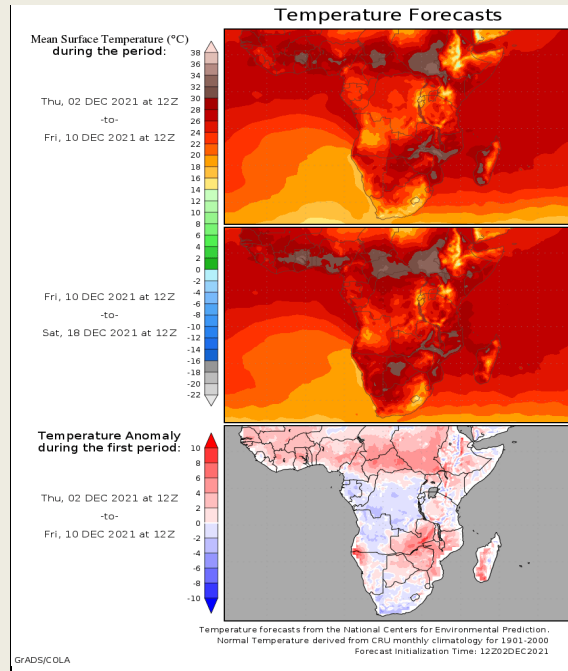 Temperature Forecasts
Mean Surface Temperature (°C)
during the period:
Thu, 02 DEC 2021 at 12Z
-to-
Fri, 10 DEC 2021 at 12Z
38
36
34
32
30
29
28
26
24
22
20
18
16
14
12
10
8
6
4
2
0
-2
-4
-6
-8
-10
-12
-14
-16
-17
-18
-20
-22
Fri, 10 DEC 2021 at 12Z
-to-
Sat, 18 DEC 2021 at 12Z
Temperature Anomaly
during the first period:
Thu, 02 DEC 2021 at 12Z
-to-
Fri, 10 DEC 2021 at 12Z
10
8
6
4
2
0
-2
-4
-6
-8
-10
Temperature forecasts from the National Centers for Environmental Prediction.
Normal Temperature derived from CRU monthly climatology for 1901-2000
Forecast Initialization Time: 12Z02DEC2021
GrADS/COLA